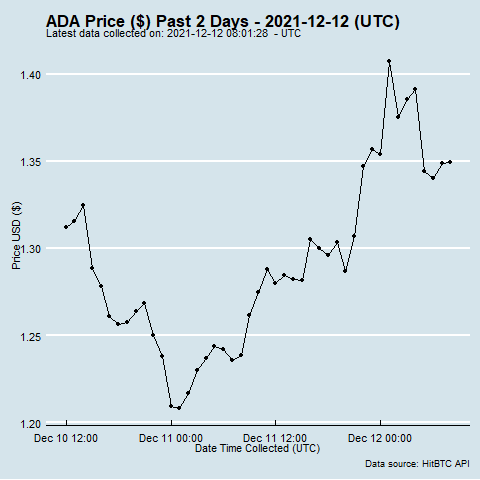 ADA Price ($) Past 2 Days - 2021-12-12 (UTC)
Latest data collected on: 2021-12-12 08:01:28 - UTC
1.40
1.35
1.30
1.25
1.20
Price USD ($)
Dec 10 12:00
Dec 11 00:00
Dec 11 12:00
Dec 12 00:00
Date Time Collected (UTC)
Data source: HitBTC API